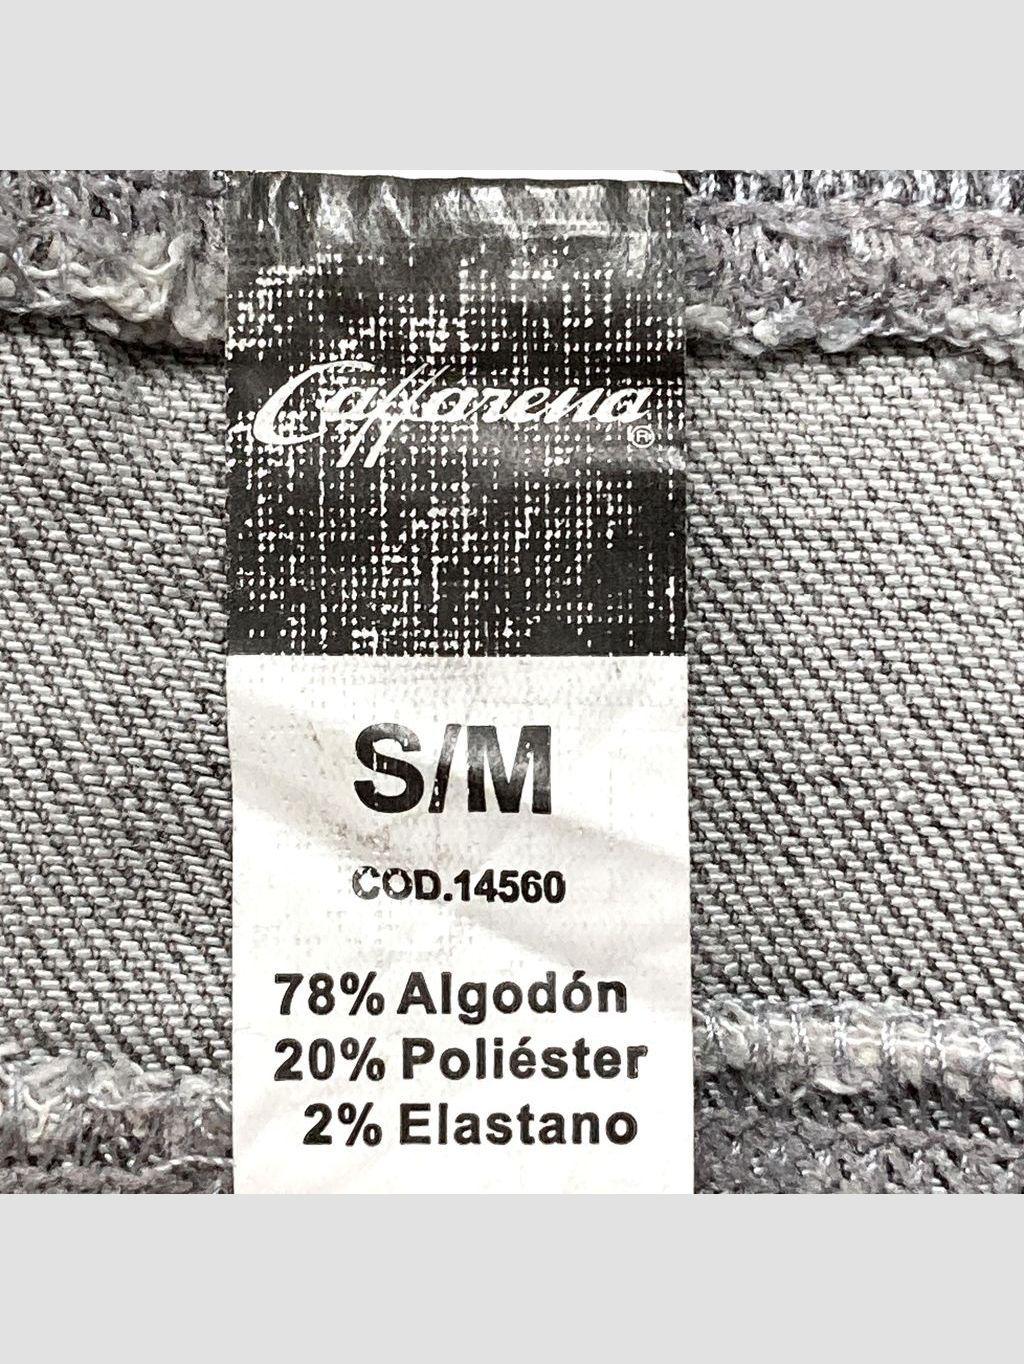 Caffarena®
S/M
COD.14560
78% Algodón
20% Poliéster
2% Elastano